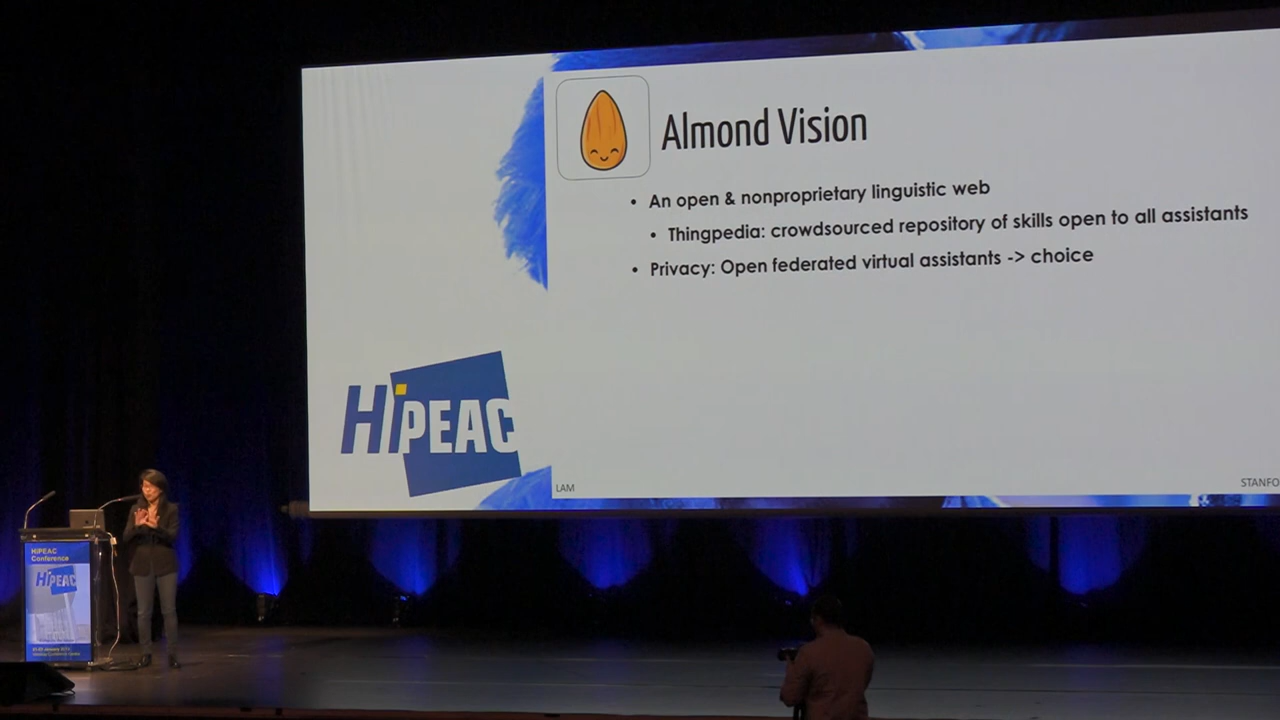 Almond Vision
• An open & nonproprietary linguistic web
• Thingpedia: crowdsourced repository of skills open to all assistants
• Privacy: Open federated virtual assistants -> choice
HiPEAC
LAM
STANFO
HiPEAC
Conference
HiPEAC